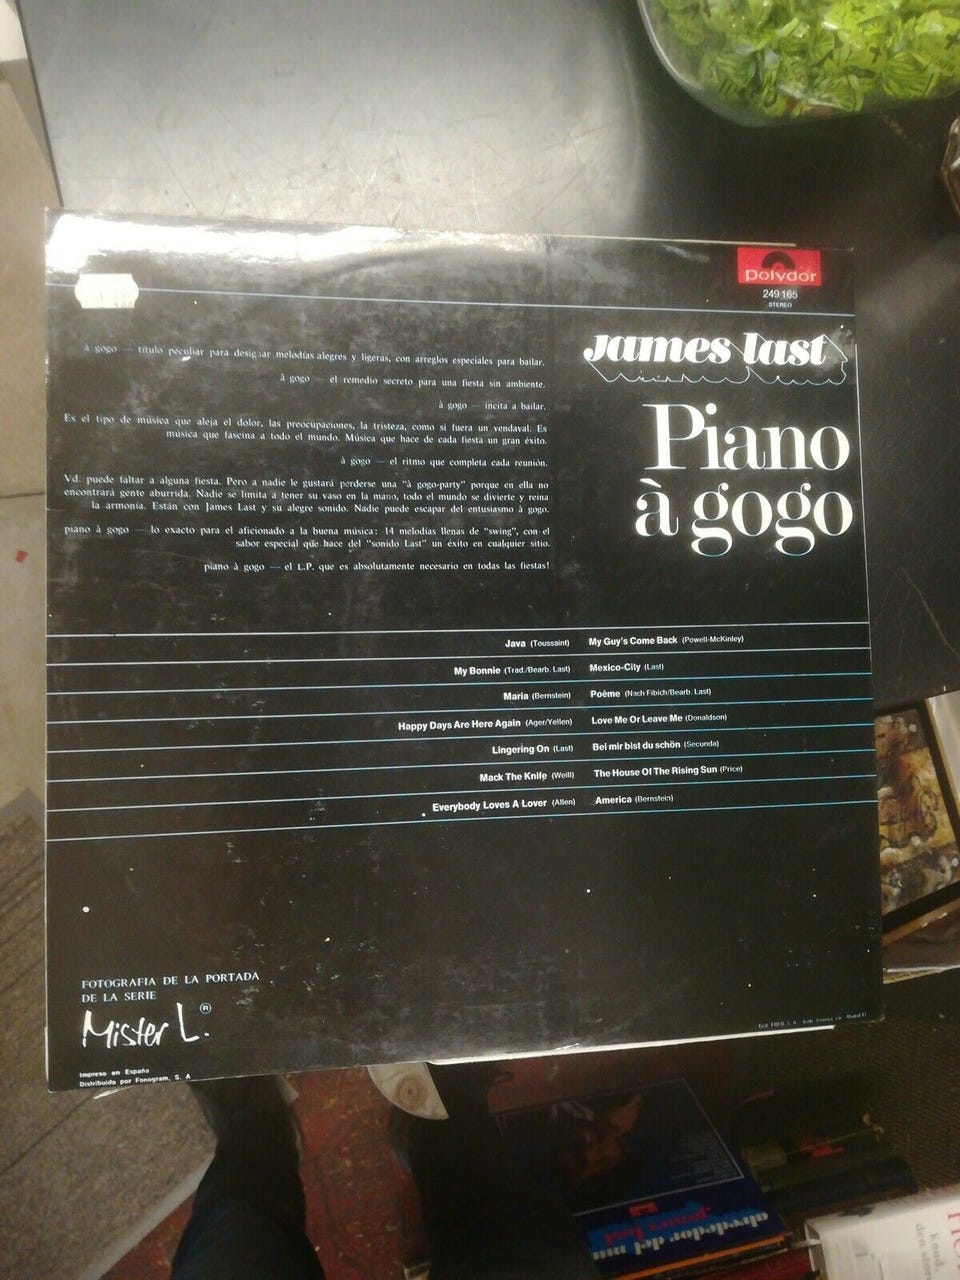 polydor
249 165
STEREO
james last
Piano
à gogo
à gogo — título peculiar para designar melodías alegres y ligeras, con arreglos especiales para bailar.
à gogo — el remedio secreto para una fiesta sin ambiente.
à gogo — incita a bailar.
Es el tipo de música que aleja el dolor, las preocupaciones, la tristeza, como si fuera un vendaval. Es
música que fascina a todo el mundo. Música que hace de cada fiesta un gran éxito.
à gogo — el ritmo que completa cada reunión.
Vd. puede faltar a alguna fiesta. Pero a nadie le gustará perderse una "à gogo-party" porque en ella no
encontrará gente aburrida. Nadie se limita a tener su vaso en la mano, todo el mundo se divierte y reina
la armonía. Están con James Last y su alegre sonido. Nadie puede escapar del entusiasmo à gogo.
piano à gogo — lo exacto para el aficionado a la buena música: 14 melodías llenas de "swing", con el
sabor especial que hace del "sonido Last" un éxito en cualquier sitio.
piano à gogo — el L.P. que es absolutamente necesario en todas las fiestas!
Java (Toussaint) My Guy's Come Back (Powell-McKinley)
My Bonnie (Trad./Bearb. Last) Mexico-City (Last)
Maria (Bernstein) Poème (Nach Fibich/Bearb. Last)
Happy Days Are Here Again (Ager/Yellen) Love Me Or Leave Me (Donaldson)
Lingering On (Last) Bei mir bist du schön (Secunda)
Mack The Knife (Weill) The House Of The Rising Sun (Price)
Everybody Loves A Lover (Allen) America (Bernstein)
FOTOGRAFIA DE LA PORTADA
DE LA SERIE
Mister L. ®
Impreso en España
Distribuido por Fonogram, S. A
alrededor del mu
james last
Knud
den stor